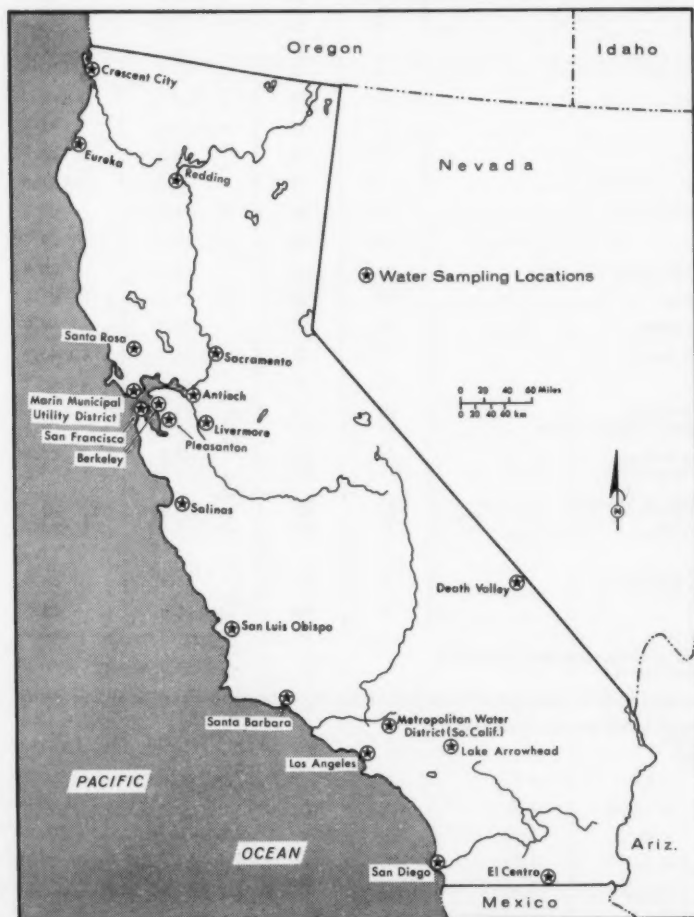 Oregon
Idaho
Crescent City
Eureka
Redding
Nevada
Water Sampling Locations
Santa Rosa
Sacramento
0 20 40 60 Miles
0 20 40 60 km
Marin Municipal
Utility District
Antioch
San Francisco
Livermore
Berkeley
Pleasanton
Salinas
N
Death Valley
San Luis Obispo
Santa Barbara
Metropolitan Water
District (So. Calif.)
Los Angeles
Lake Arrowhead
PACIFIC
OCEAN
Ariz.
San Diego
El Centro
Mexico